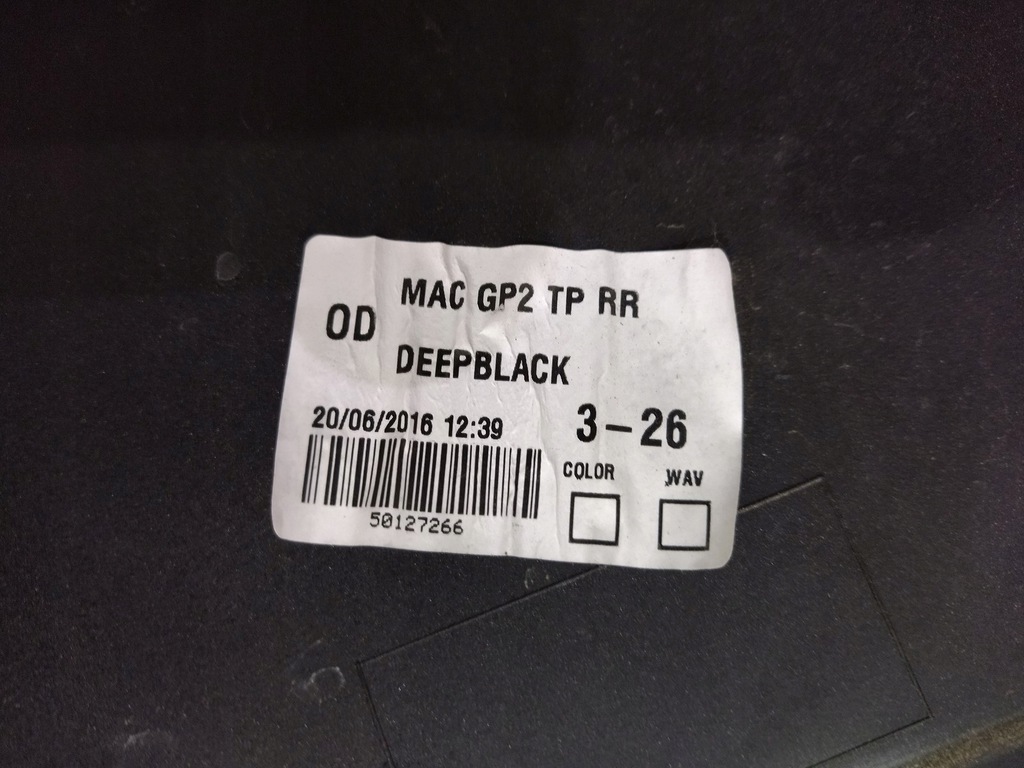 MAC GP2 TP RR
OD
DEEPBLACK
20/06/2016 12:39
3-26
50127266
COLOR
WAV